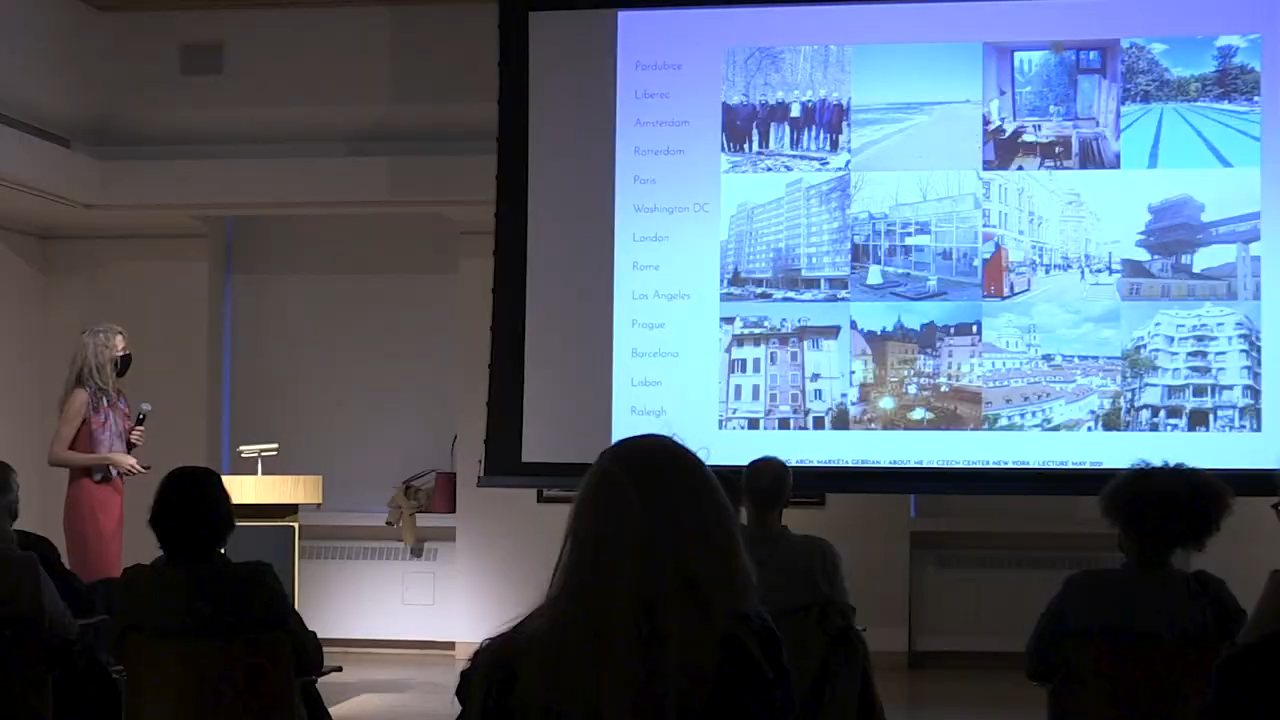 Pardubice
Liberec
Amsterdam
Rotterdam
Paris
Washington DC
London
Rome
Los Angeles
Prague
Barcelona
Lisbon
Raleigh
ARCH. MARKÉTA GEBRIAN / ABOUT ME /// CZECH CENTER NEW YORK / LECTURE MAY 2021